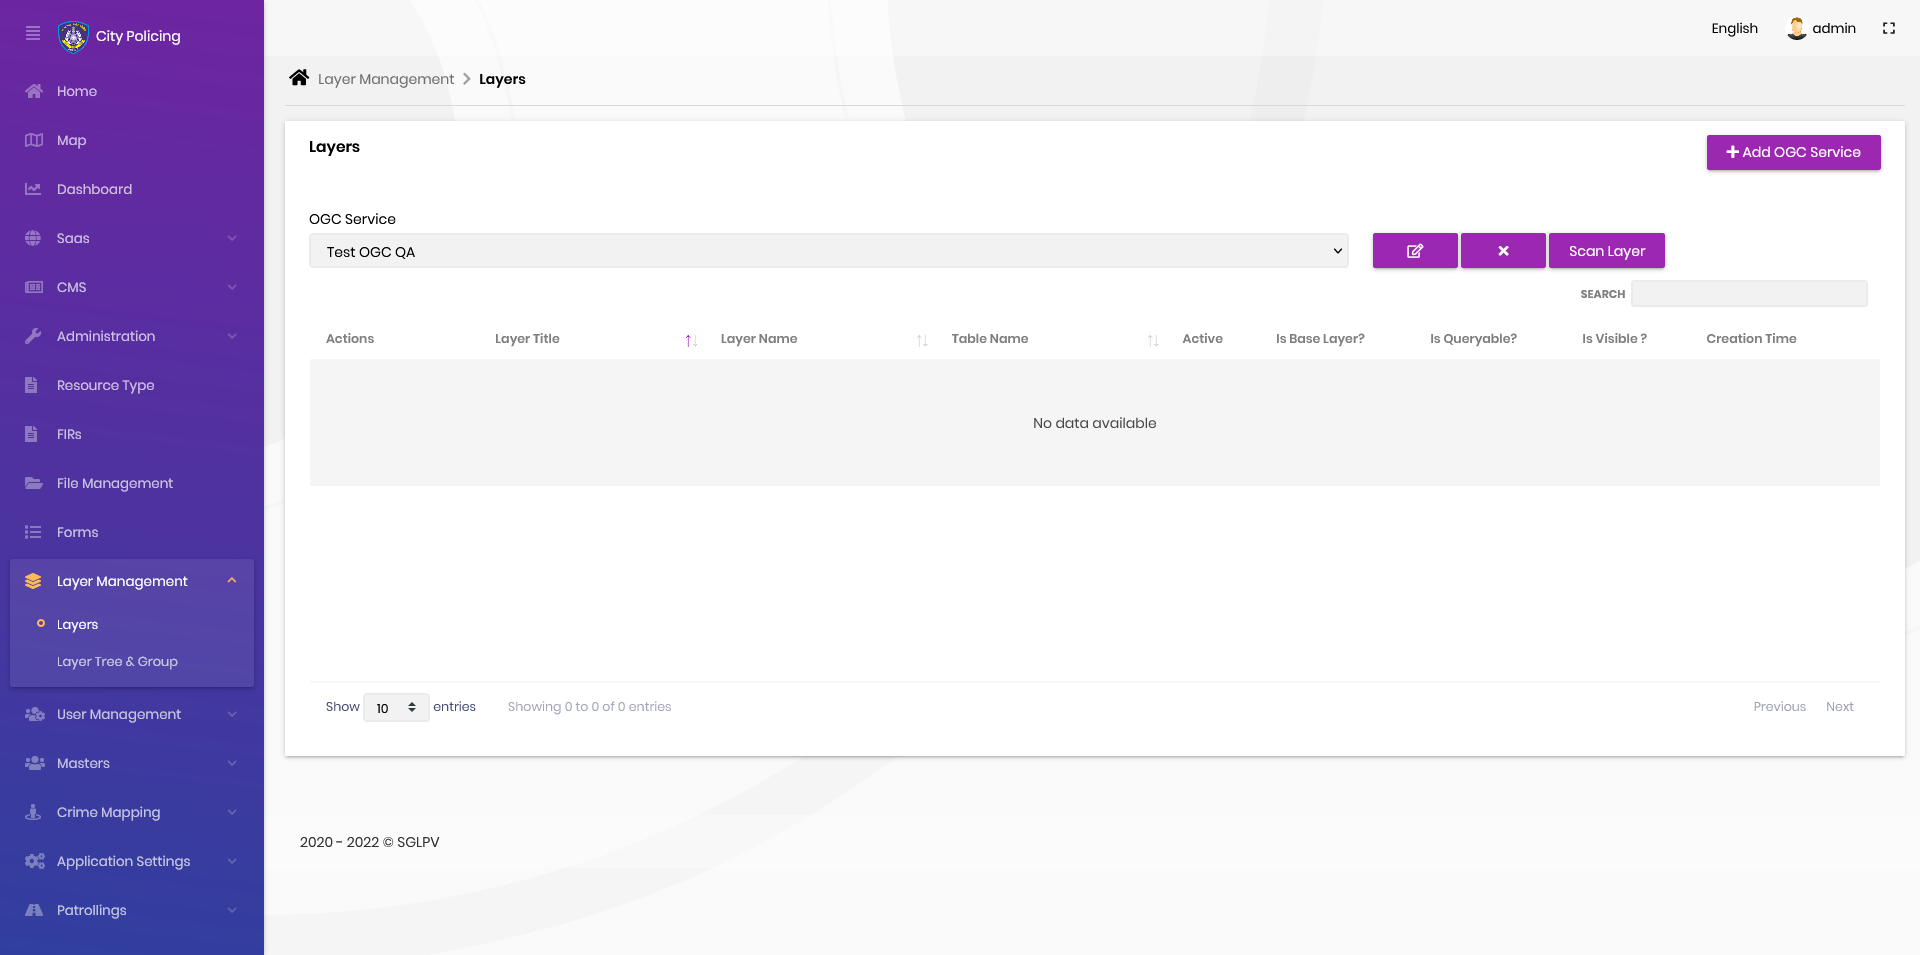 City Policing
Home
Map
Dashboard
Saas
CMS
Administration
Resource Type
FIRs
File Management
Forms
Layer Management
Layers
Layer Tree & Group
User Management
Masters
Crime Mapping
Application Settings
Patrollings
English admin
Layer Management Layers
Layers
Add OGC Service
OGC Service
Test OGC QA
Scan Layer
SEARCH
Actions Layer Title Layer Name Table Name Active Is Base Layer? Is Queryable? Is Visible ? Creation Time
No data available
Show 10 entries Showing 0 to 0 of 0 entries Previous Next
2020 - 2022 © SGLPV